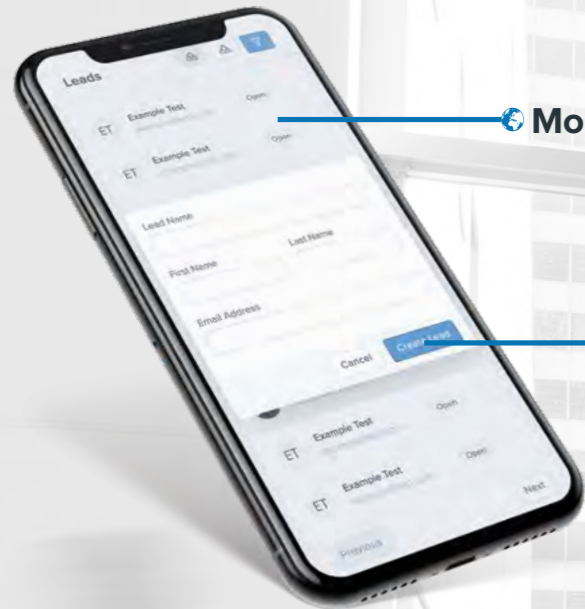 Leads
ET Example Test Open
ET Example Test Open
Lead Name
First Name Last Name
Email Address
Cancel Create Lead
ET Example Test Open
ET Example Test Open
Previous Next
Mo